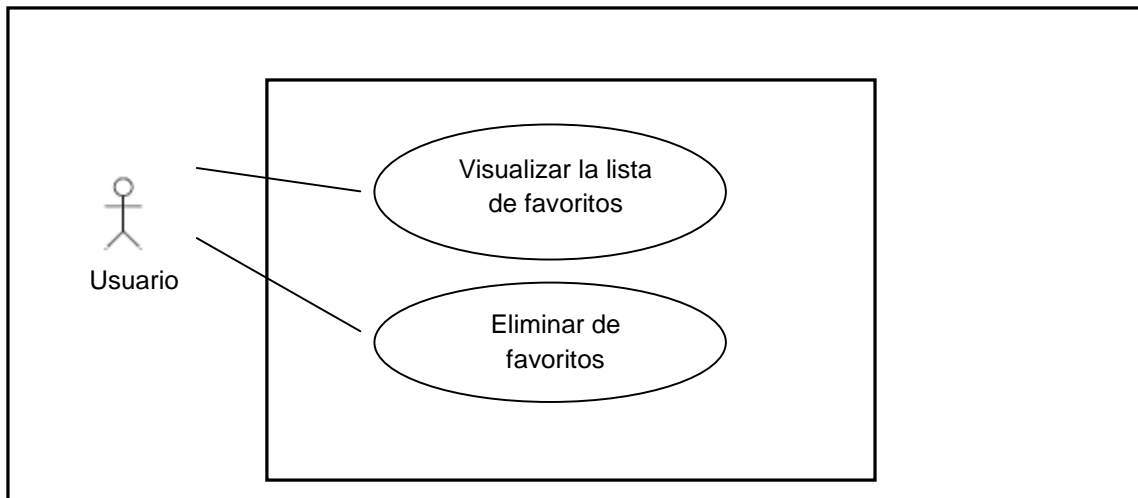 Visualizar la lista
de favoritos
Usuario
Eliminar de
favoritos